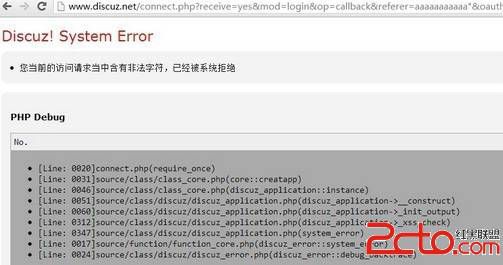 www.discuz.net/connect.php?receive=yes&mod=login&op=callback&referer=aaaaaaaaaaa"&oauth
Discuz! System Error
您当前的访问请求当中含有非法字符，已经被系统拒绝
PHP Debug
No.
[Line: 0020]connect.php(require_once)
[Line: 0031]source/class/class_core.php(core::creatapp)
[Line: 0046]source/class/class_core.php(discuz_application::instance)
[Line: 0051]source/class/discuz/discuz_application.php(discuz_application->__construct)
[Line: 0060]source/class/discuz/discuz_application.php(discuz_application->_init_output)
[Line: 0312]source/class/discuz/discuz_application.php(discuz_application->_xss_check)
[Line: 0347]source/class/discuz/discuz_application.php(system_error)
[Line: 0017]source/function/function_core.php(discuz_error::system_error)
[Line: 0024]source/class/discuz/discuz_error.php(discuz_error::debug_backtrace)
红黑联盟
2cto.com